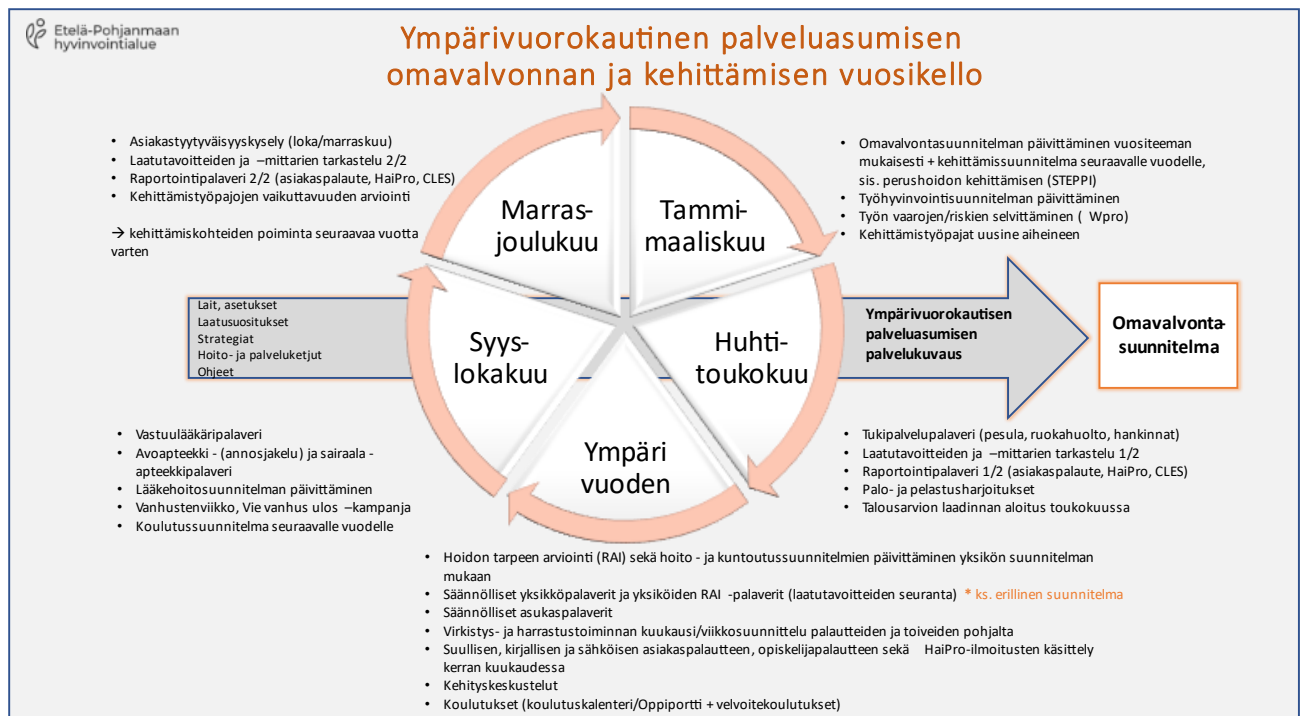 Etelä-Pohjanmaan
hyvinvointialue
Ympärivuorokautinen palveluasumisen
omavalvonnan ja kehittämisen vuosikello
• Asiakastyytyväisyyskysely (loka/marraskuu)
• Laatutavoitteiden ja –mittarien tarkastelu 2/2
• Raportointipalaveri 2/2 (asiakaspalaute, HaiPro, CLES)
• Kehittämistyöpajojen vaikuttavuuden arviointi
→ kehittämiskohteiden poiminta seuraavaa vuotta
varten
Marras-
joulukuu
Tammi-
maaliskuu
• Omavalvontasuunnitelman päivittäminen vuositeeman
mukaisesti + kehittämissuunnitelma seuraavalle vuodelle,
sis. perushoidon kehittämisen (STEPPI)
• Työhyvinvointisuunnitelman päivittäminen
• Työn vaarojen/riskien selvittäminen ( Wpro)
• Kehittämistyöpajat uusine aiheineen
Lait, asetukset
Laatusuositukset
Strategiat
Hoito- ja palveluketjut
Ohjeet
Syys-
lokakuu
Huhti-
toukokuu
Ympärivuorokautisen
palveluasumisen
palvelukuvaus
Omavalvonta-
suunnitelma
• Vastuulääkäripalaveri
• Avoapteekki - (annosjakelu) ja sairaala -
apteekkipalaveri
• Lääkehoitosuunnitelman päivittäminen
• Vanhustenviikko, Vie vanhus ulos –kampanja
• Koulutussuunnitelma seuraavalle vuodelle
Ympäri
vuoden
• Tukipalvelupalaveri (pesula, ruokahuolto, hankinnat)
• Laatutavoitteiden ja –mittarien tarkastelu 1/2
• Raportointipalaveri 1/2 (asiakaspalaute, HaiPro, CLES)
• Palo- ja pelastusharjoitukset
• Talousarvion laadinnan aloitus toukokuussa
• Hoidon tarpeen arviointi (RAI) sekä hoito - ja kuntoutussuunnitelmien päivittäminen yksikön suunnitelman
mukaan
• Säännölliset yksikköpalaverit ja yksiköiden RAI -palaverit (laatutavoitteiden seuranta) * ks. erillinen suunnitelma
• Säännölliset asukaspalaverit
• Virkistys- ja harrastustoiminnan kuukausi/viikkosuunnittelu palautteiden ja toiveiden pohjalta
• Suullisen, kirjallisen ja sähköisen asiakaspalautteen, opiskelijapalautteen sekä HaiPro-ilmoitusten käsittely
kerran kuukaudessa
• Kehityskeskustelut
• Koulutukset (koulutuskalenteri/Oppiportti + velvoitekoulutukset)